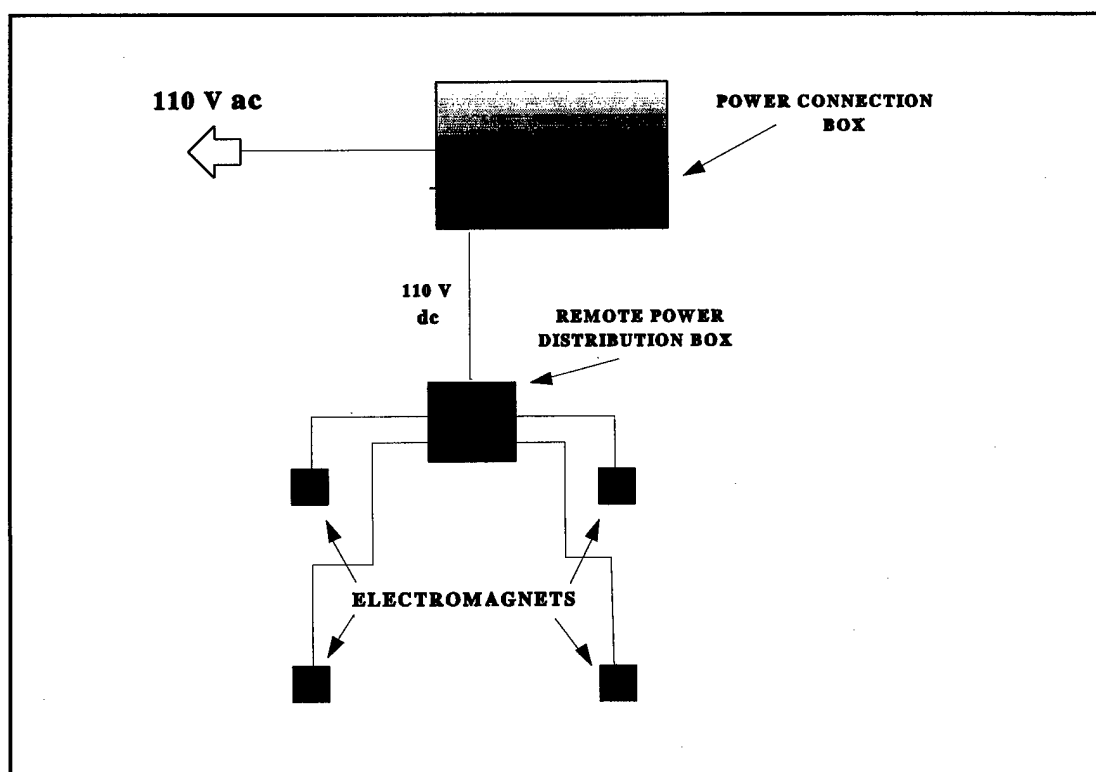 110 V ac
POWER CONNECTION
BOX
110 V
dc
REMOTE POWER
DISTRIBUTION BOX
ELECTROMAGNETS